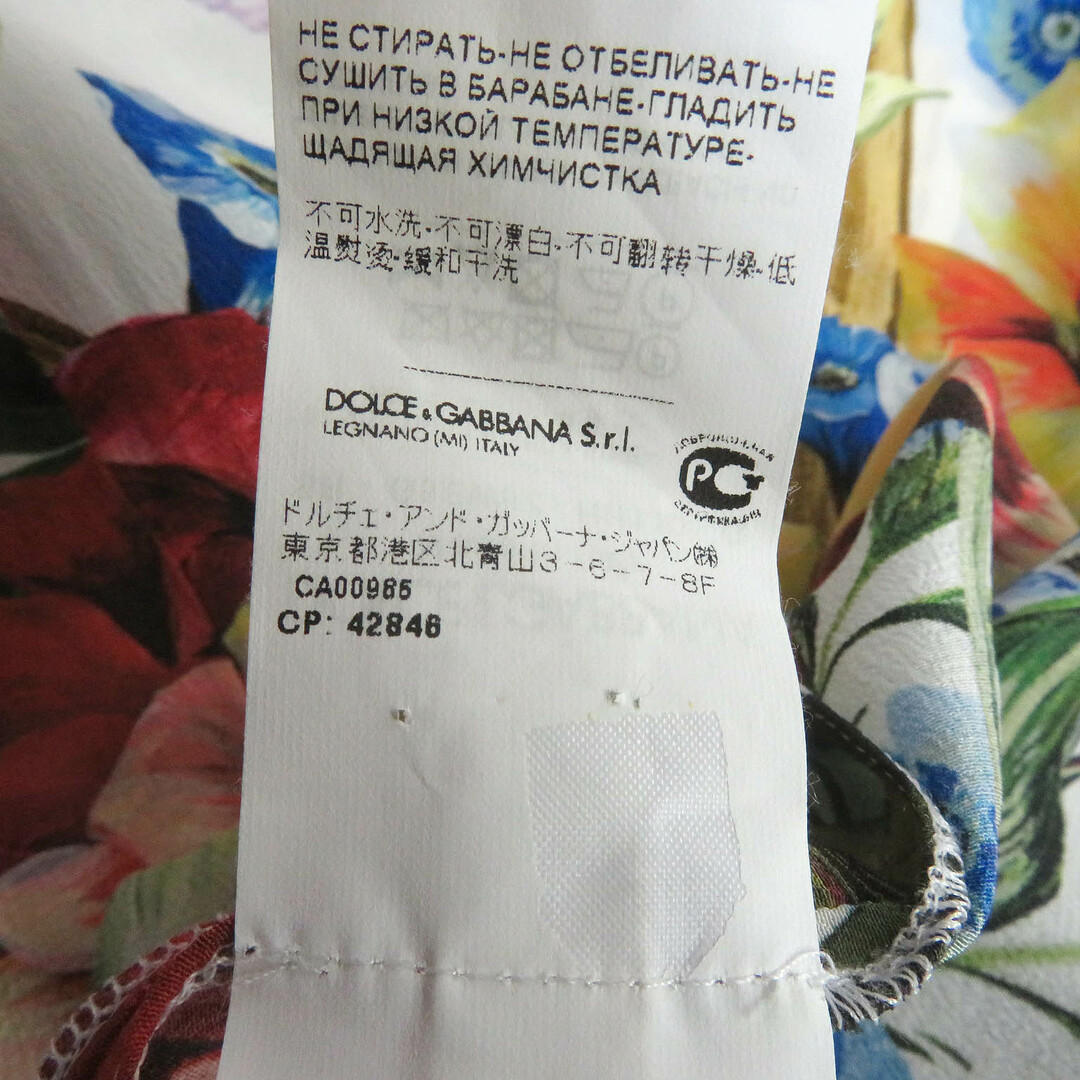 НЕ СТИРАТЬ-НЕ ОТБЕЛИВАТЬ-НЕ
СУШИТЬ В БАРАБАНЕ-ГЛАДИТЬ
ПРИ НИЗКОЙ ТЕМПЕРАТУРЕ-
ЩАДЯЩАЯ ХИМЧИСТКА
不可水洗-不可漂白-不可翻转干燥-低
温熨烫-缓和干洗
DOLCE & GABBANA S.r.l.
LEGNANO (MI) ITALY
ДОБРОВОЛЬНАЯ
РСТ
СЕРТИФИКАЦИЯ
ドルチェ・アンド・ガッバーナ・ジャパン㈱
東京都港区北青山3-6-7-8F
CA00965
CP: 42846